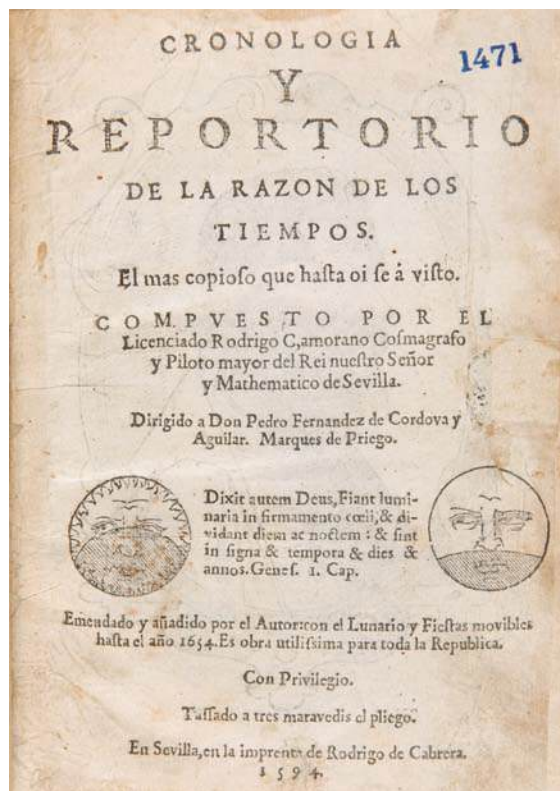 CRONOLOGIA
1471
Y
REPORTORIO
DE LA RAZON DE LOS
TIEMPOS.
El mas copioſo que haſta oi ſe à viſto.
COMPVESTO POR EL
Licenciado Rodrigo C,amorano Coſmagrafo
y Piloto mayor del Rei nueſtro Señor
y Mathematico de Sevilla.
Dirigido a Don Pedro Fernandez de Cordova y
Aguilar. Marques de Priego.
Dixit autem Deus, Fiant lumi-
naria in firmamento cœli, & di-
vidant diem ac noctem : & ſint
in ſigna & tempora & dies &
annos. Geneſ. 1. Cap.
Emendado y añadido por el Autor: con el Lunario y Fieſtas movibles
haſta el año 1654. Es obra utiliſsima para toda la Republica.
Con Privilegio.
Taſſado a tres maravedis el pliego.
En Sevilla, en la imprenta de Rodrigo de Cabrera.
1594.